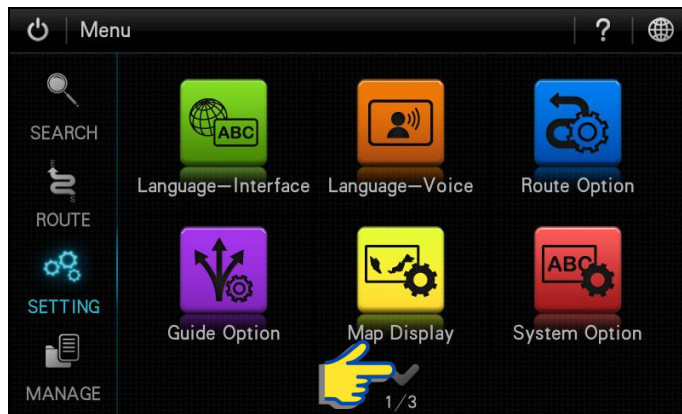 Menu
?
SEARCH
ROUTE
SETTING
MANAGE
ABC
Language—Interface
Language—Voice
Route Option
Guide Option
Map Display
ABC
System Option
1/3